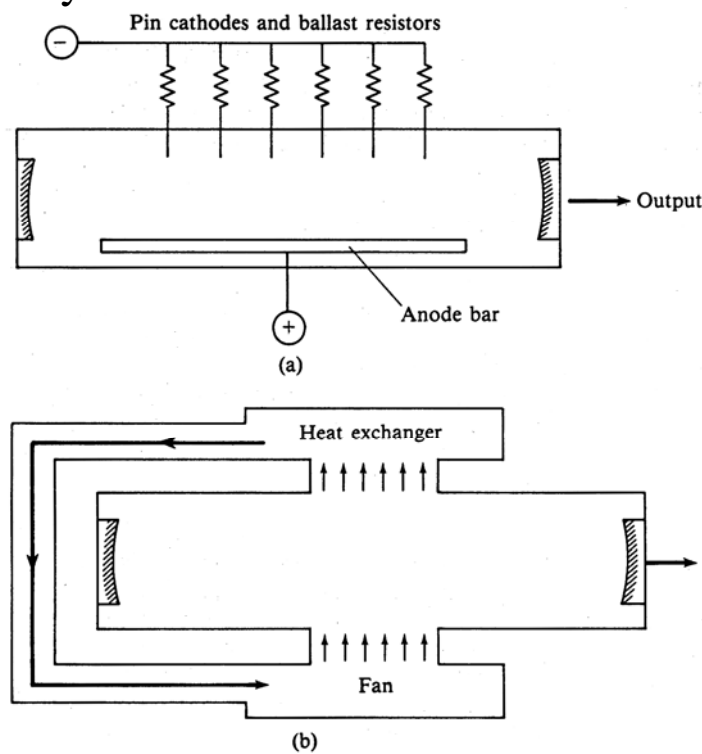 Pin cathodes and ballast resistors
−
Output
Anode bar
+
(a)
Heat exchanger
Fan
(b)